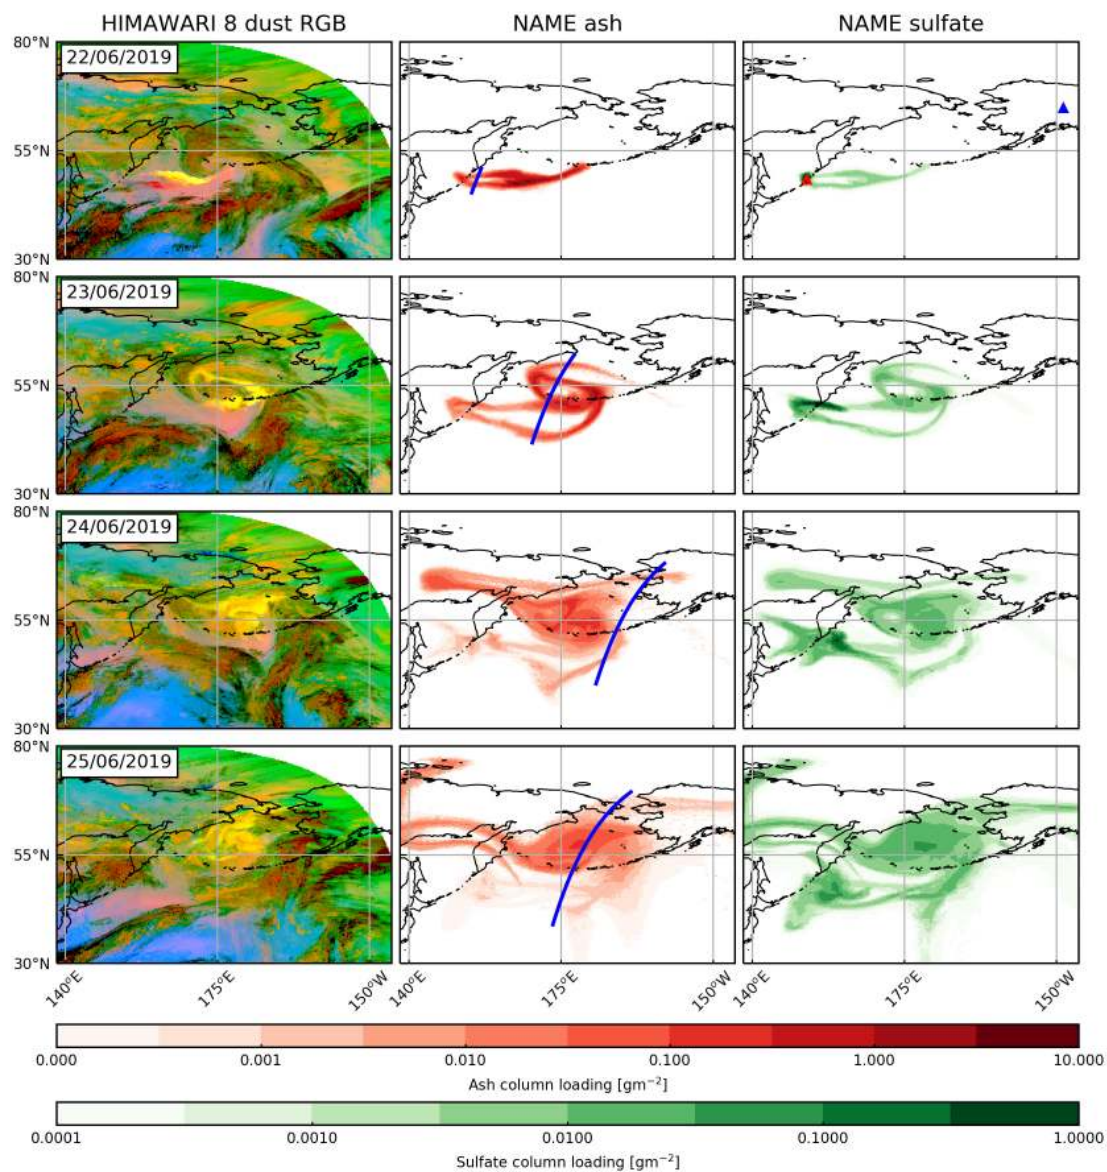 HIMAWARI 8 dust RGB NAME ash NAME sulfate
80°N
22/06/2019
55°N
30°N
80°N
23/06/2019
55°N
30°N
80°N
24/06/2019
55°N
30°N
80°N
25/06/2019
55°N
30°N
140°E 175°E 150°W 175°E 150°W 140°E 175°E 150°W
0.000 0.001 0.010 0.100 1.000 10.000
Ash column loading [gm⁻²]
0.0001 0.0010 0.0100 0.1000 1.0000
Sulfate column loading [gm⁻²]